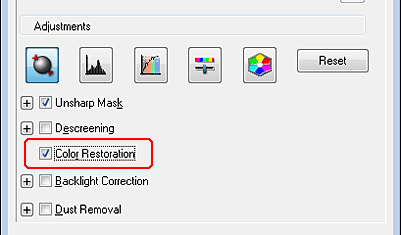 Adjustments
Reset
Unsharp Mask
Descreening
Color Restoration
Backlight Correction
Dust Removal